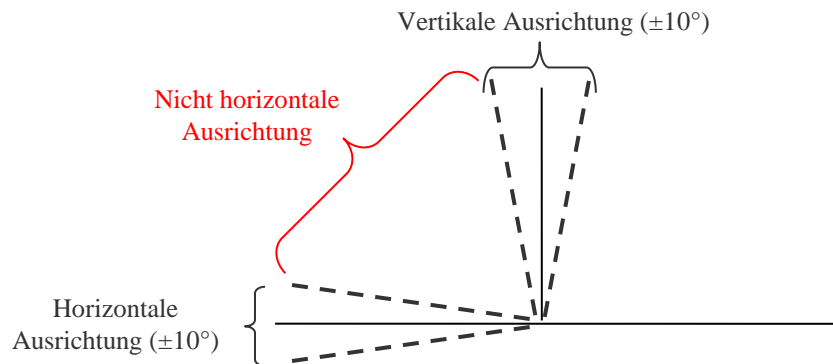 Vertikale Ausrichtung (±10°)
Nicht horizontale
Ausrichtung
Horizontale
Ausrichtung (±10°)